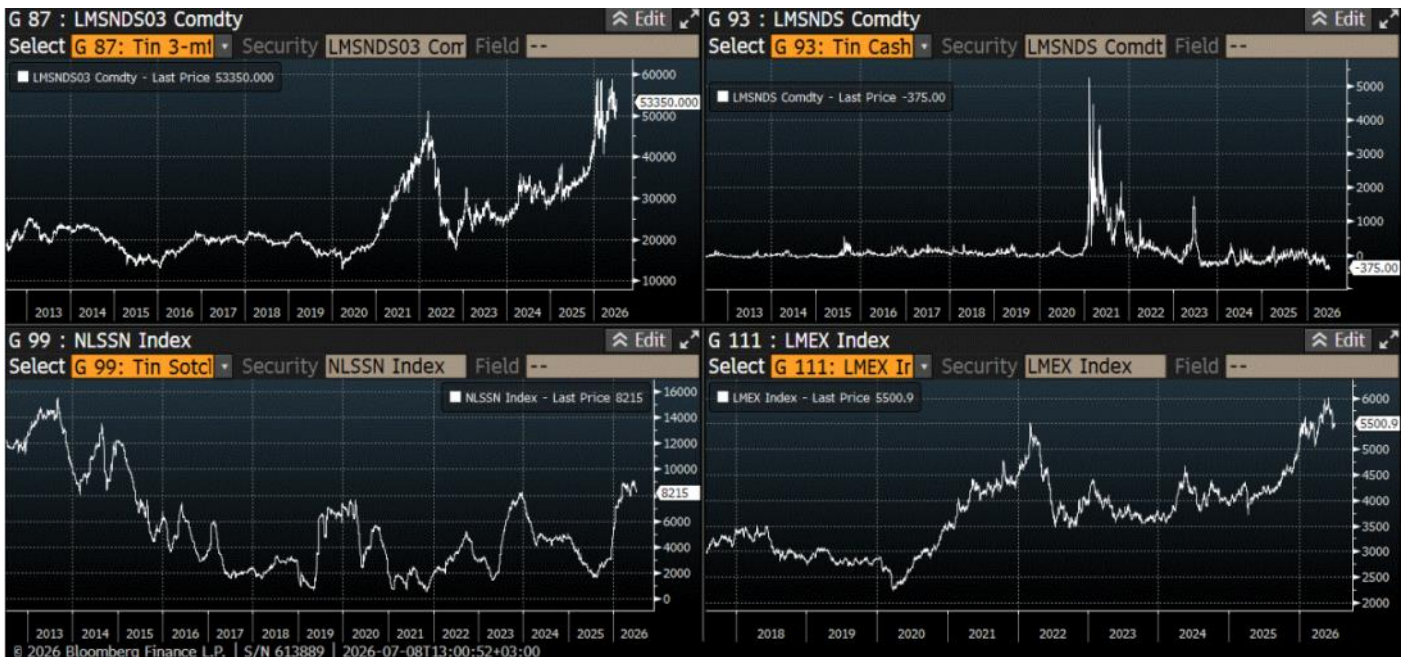 G 87 : LMSNDS03 Comdty
Edit
Select G 87: Tin 3-mt Security LMSNDS03 Com Field --
LMSNDS03 Comdty - Last Price 53350.000
60000
53350.000
50000
40000
30000
20000
10000
2013 2014 2015 2016 2017 2018 2019 2020 2021 2022 2023 2024 2025 2026
G 93 : LMSNDS Comdty
Edit
Select G 93: Tin Cash Security LMSNDS Comdt Field --
LMSNDS Comdty - Last Price -375.00
5000
4000
3000
2000
1000
0
-375.00
2013 2014 2015 2016 2017 2018 2019 2020 2021 2022 2023 2024 2025 2026
G 99 : NLSSN Index
Edit
Select G 99: Tin Sotcl Security NLSSN Index Field --
NLSSN Index - Last Price 8215
16000
14000
12000
10000
8215
6000
4000
2000
0
2013 2014 2015 2016 2017 2018 2019 2020 2021 2022 2023 2024 2025 2026
G 111 : LMEX Index
Edit
Select G 111: LMEX Ir Security LMEX Index Field --
LMEX Index - Last Price 5500.9
6000
5500.9
5000
4500
4000
3500
3000
2500
2000
2018 2019 2020 2021 2022 2023 2024 2025 2026
© 2026 Bloomberg Finance L.P. | S/N 613889 | 2026-07-08T13:00:52+03:00